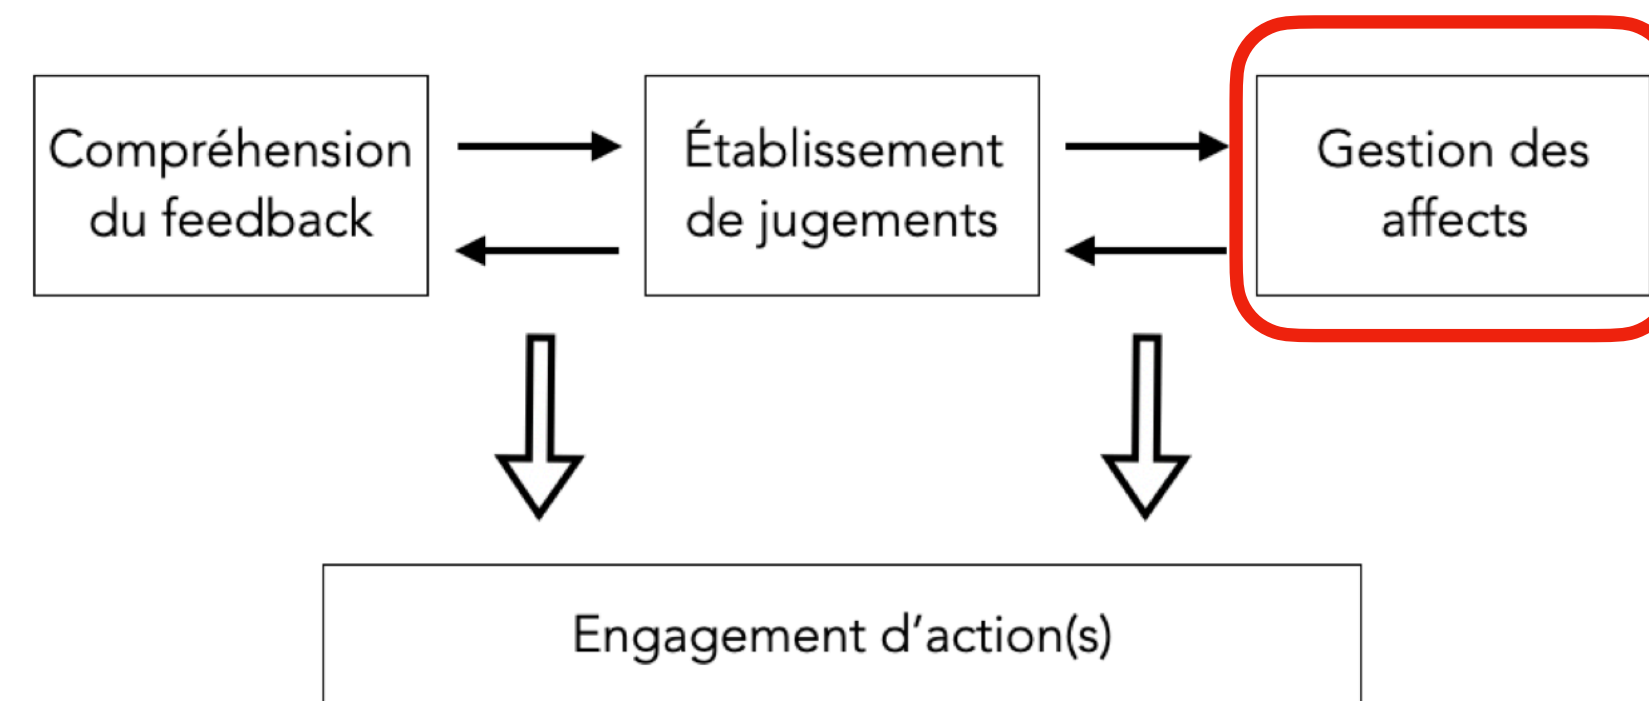 Compréhension
du feedback
Établissement
de jugements
Gestion des
affects
Engagement d’action(s)